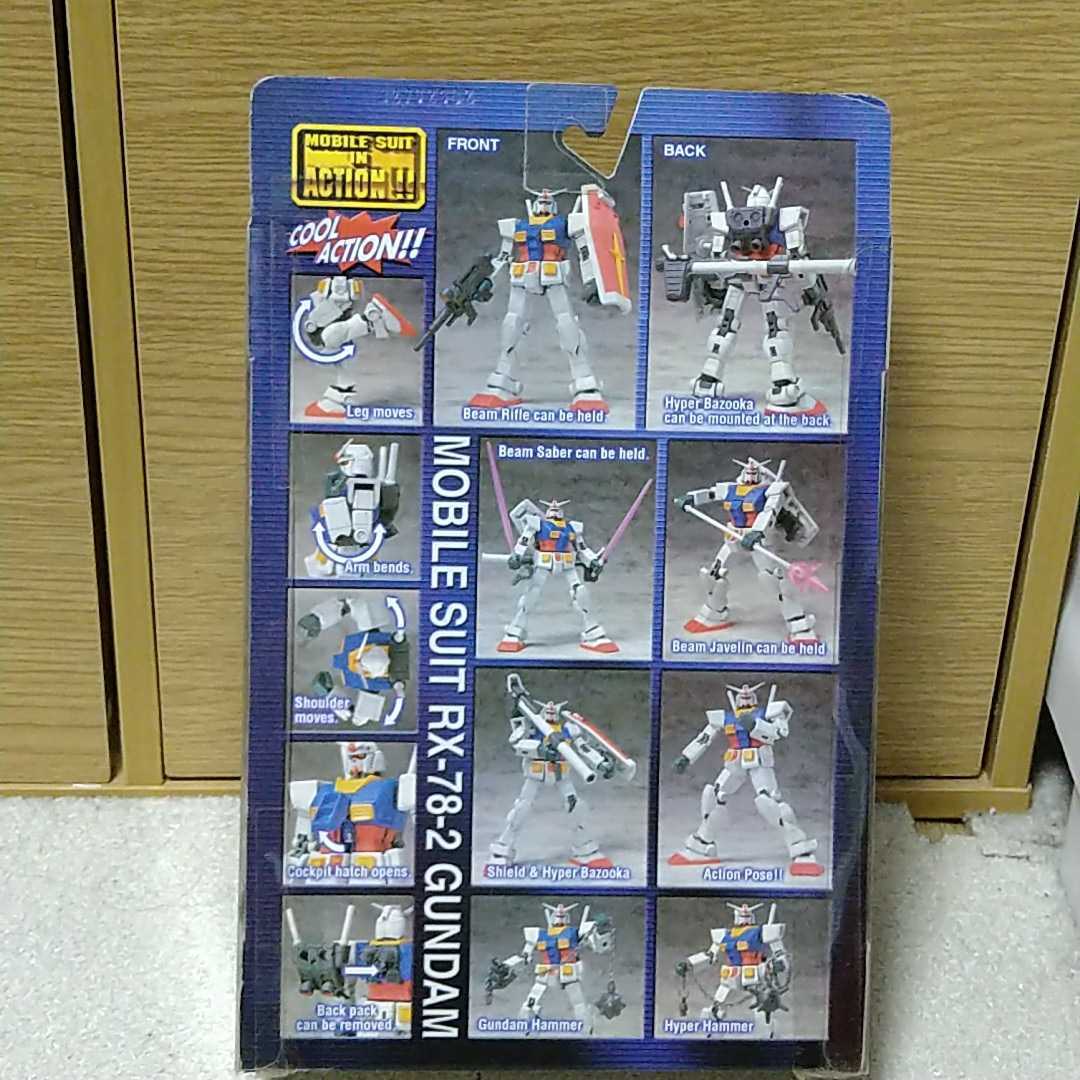 MOBILE SUIT
IN
ACTION!!
FRONT
BACK
COOL
ACTION!!
Leg moves.
Beam Rifle can be held.
Hyper Bazooka
can be mounted at the back.
Arm bends.
MOBILE SUIT RX-78-2 GUNDAM
Beam Saber can be held.
Beam Javelin can be held
Shoulder
moves.
Cockpit hatch opens.
Shield & Hyper Bazooka
Action Pose!!
Back pack
can be removed.
Gundam Hammer
Hyper Hammer